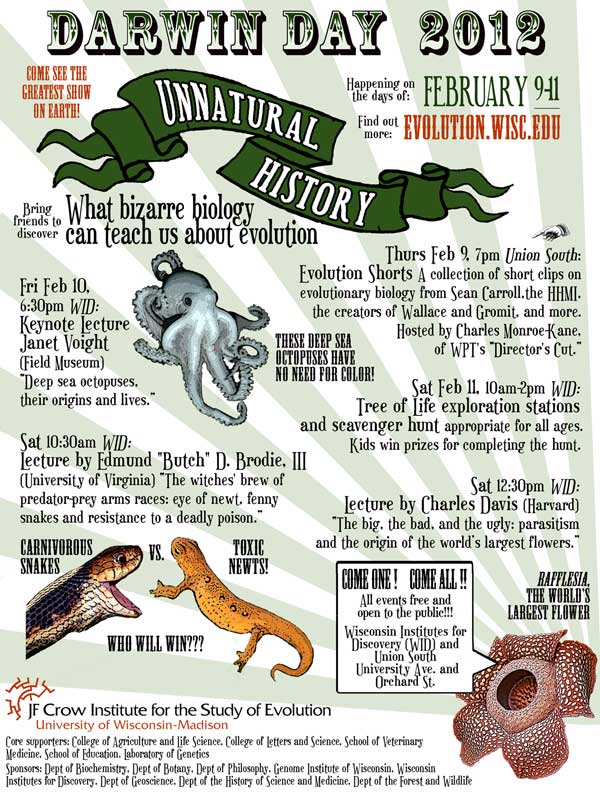 DARWIN DAY 2012
COME SEE THE
GREATEST SHOW
ON EARTH!
UNNATURAL
HISTORY
Happening on
the days of:
FEBRUARY 9-11
Find out
more:
EVOLUTION.WISC.EDU
Bring
friends to
discover
What bizarre biology
can teach us about evolution
Thurs Feb 9, 7pm Union South:
Evolution Shorts A collection of short clips on
evolutionary biology from Sean Carroll,the HHMI,
the creators of Wallace and Gromit, and more.
Hosted by Charles Monroe-Kane,
of WPT's "Director's Cut."
Fri Feb 10,
6:30pm WID:
Keynote Lecture
Janet Voight
(Field Museum)
"Deep sea octopuses,
their origins and lives."
THESE DEEP SEA
OCTOPUSES HAVE
NO NEED FOR COLOR!
Sat Feb 11, 10am-2pm WID:
Tree of Life exploration stations
and scavenger hunt appropriate for all ages.
Kids win prizes for completing the hunt.
Sat 10:30am WID:
Lecture by Edmund "Butch" D. Brodie, III
(University of Virginia) "The witches' brew of
predator-prey arms races: eye of newt, fenny
snakes and resistance to a deadly poison."
Sat 12:30pm WID:
Lecture by Charles Davis (Harvard)
"The big, the bad, and the ugly: parasitism
and the origin of the world's largest flowers."
CARNIVOROUS
SNAKES
VS.
TOXIC
NEWTS!
WHO WILL WIN???
COME ONE ! COME ALL !!
All events free and
open to the public!!!
Wisconsin Institutes for
Discovery (WID) and
Union South
University Ave. and
Orchard St.
RAFFLESIA,
THE WORLD'S
LARGEST FLOWER
JF Crow Institute for the Study of Evolution
University of Wisconsin-Madison
Core supporters: College of Agriculture and Life Science, College of Letters and Science, School of Veterinary
Medicine, School of Education, Laboratory of Genetics
Sponsors: Dept of Biochemistry, Dept of Botany, Dept of Philosophy, Genome Institute of Wisconsin, Wisconsin
Institutes for Discovery, Dept of Geoscience, Dept of the History of Science and Medicine, Dept of the Forest and Wildlife